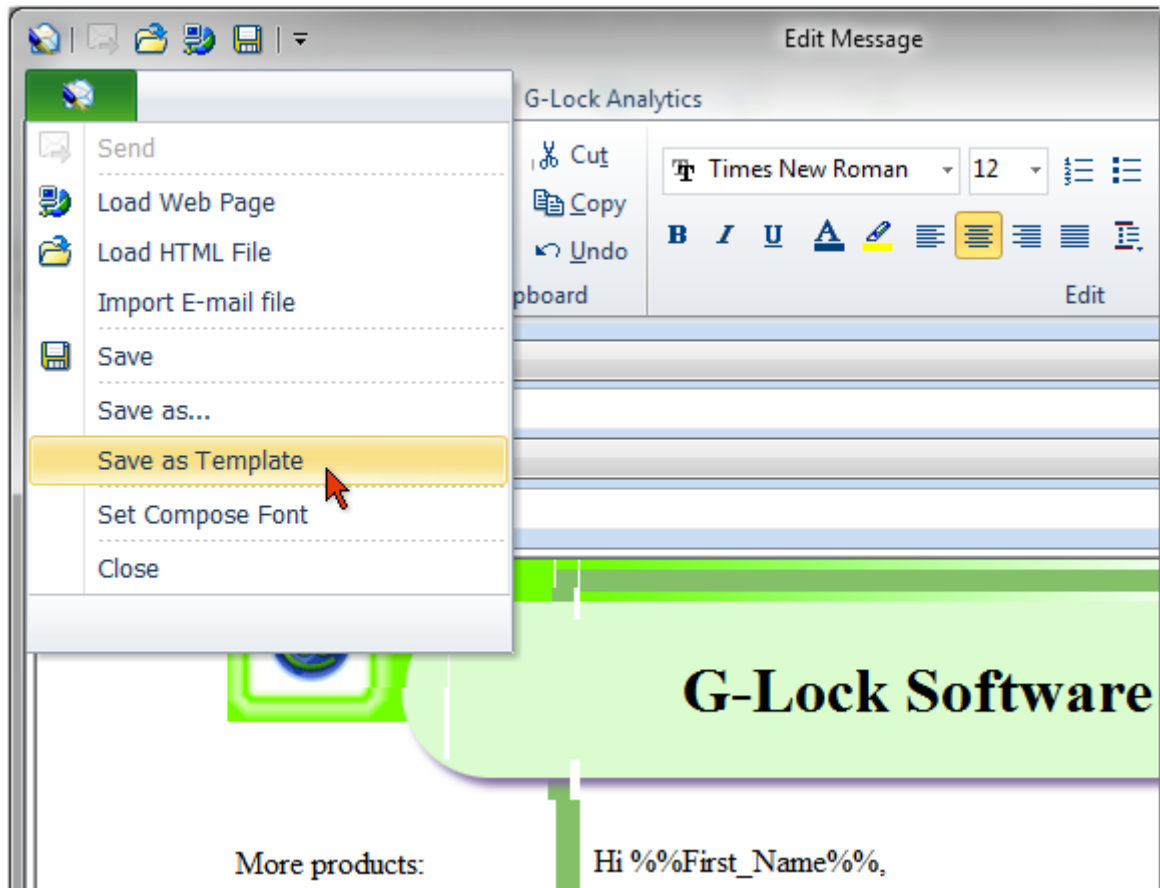 Edit Message
G-Lock Analytics
Send
Load Web Page
Load HTML File
Import E-mail file
Save
Save as...
Save as Template
Set Compose Font
Close
Cut
Copy
Undo
pboard
Times New Roman
12
B I U A
Edit
G-Lock Software
More products:
Hi %%First_Name%%,